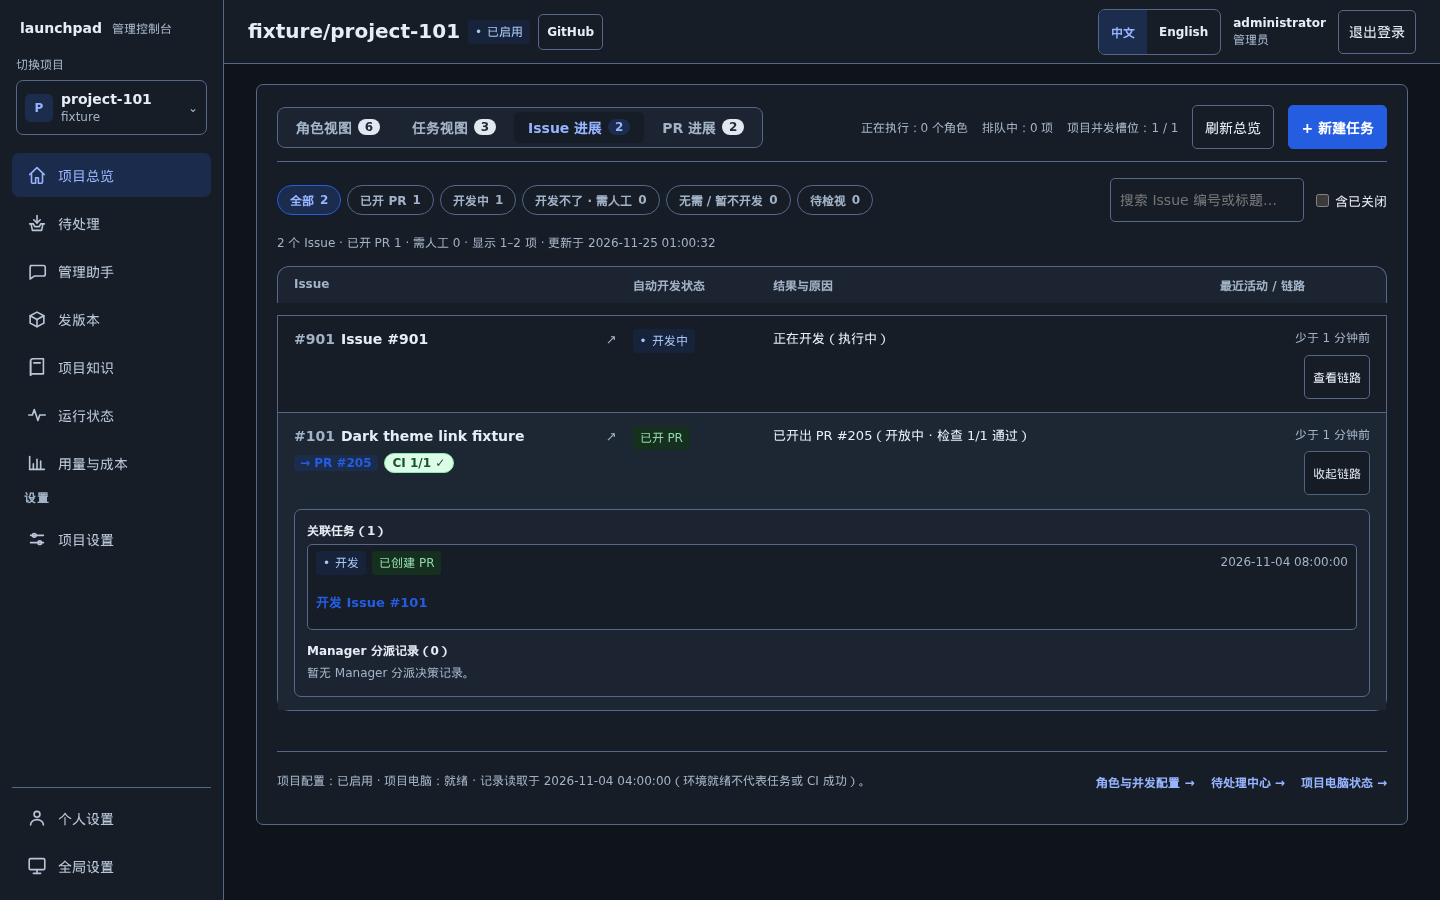 launchpad 管理控制台
切换项目
P project-101
fixture
项目总览
待处理
管理助手
发版本
项目知识
运行状态
用量与成本
设置
项目设置
个人设置
全局设置
fixture/project-101 • 已启用 GitHub
中文 English
administrator
管理员
退出登录
角色视图 6 任务视图 3 Issue 进展 2 PR 进展 2
正在执行：0 个角色 排队中：0 项 项目并发槽位：1 / 1 刷新总览 + 新建任务
全部 2 已开 PR 1 开发中 1 开发不了 · 需人工 0 无需 / 暂不开发 0 待检视 0
搜索 Issue 编号或标题... 含已关闭
2 个 Issue · 已开 PR 1 · 需人工 0 · 显示 1–2 项 · 更新于 2026-11-25 01:00:32
Issue 自动开发状态 结果与原因 最近活动 / 链路
#901 Issue #901 ↗ • 开发中 正在开发（执行中） 少于 1 分钟前
查看链路
#101 Dark theme link fixture ↗ 已开 PR 已开出 PR #205（开放中 · 检查 1/1 通过） 少于 1 分钟前
→ PR #205 CI 1/1 ✓
收起链路
关联任务（1）
• 开发 已创建 PR 2026-11-04 08:00:00
开发 Issue #101
Manager 分派记录（0）
暂无 Manager 分派决策记录。
项目配置：已启用 · 项目电脑：就绪 · 记录读取于 2026-11-04 04:00:00（环境就绪不代表任务或 CI 成功）。
角色与并发配置 → 待处理中心 → 项目电脑状态 →